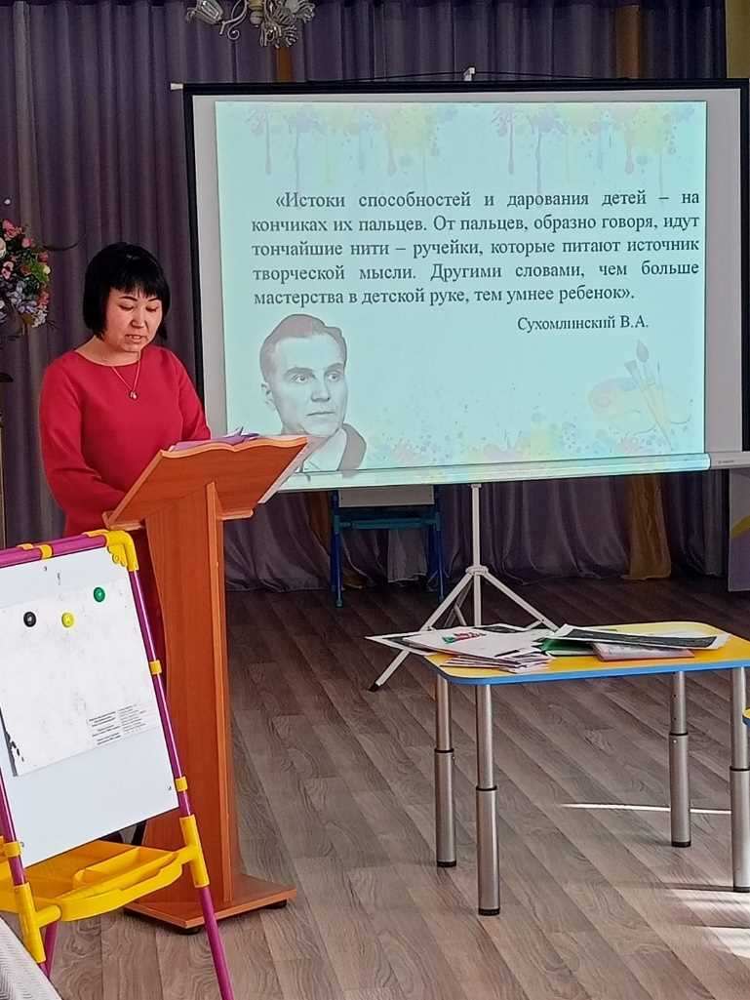 «Истоки способностей и дарования детей – на
кончиках их пальцев. От пальцев, образно говоря, идут
тончайшие нити – ручейки, которые питают источник
творческой мысли. Другими словами, чем больше
мастерства в детской руке, тем умнее ребенок».
Сухомлинский В.А.